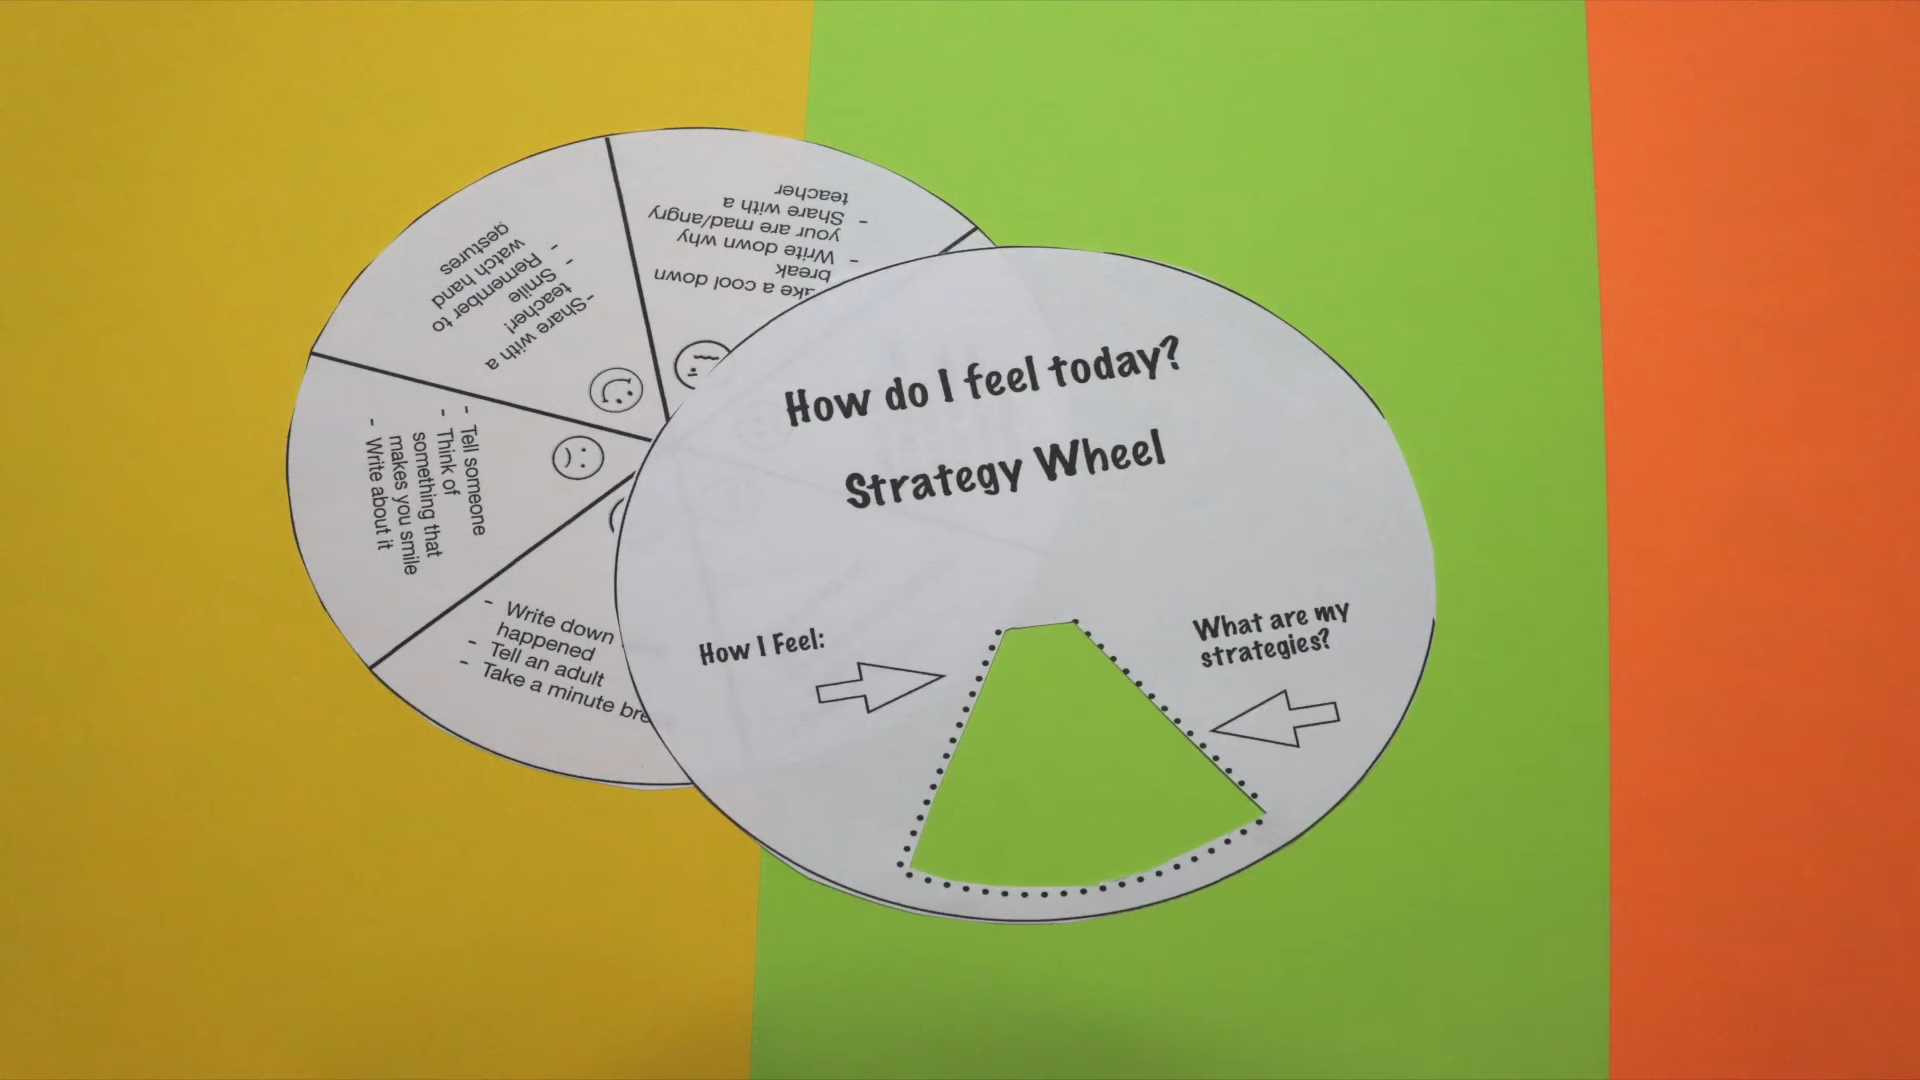 How do I feel today?
Strategy Wheel
How I Feel:
What are my
strategies?
cool down
break
- Write down why
your are mad/angry
- Share with a
teacher
-Share with a
teacher!
- Smile
- Remember to
watch hand
gestures
- Tell someone
- Think of
something that
makes you smile
- Write about it
- Write down
happened
- Tell an adult
- Take a minute